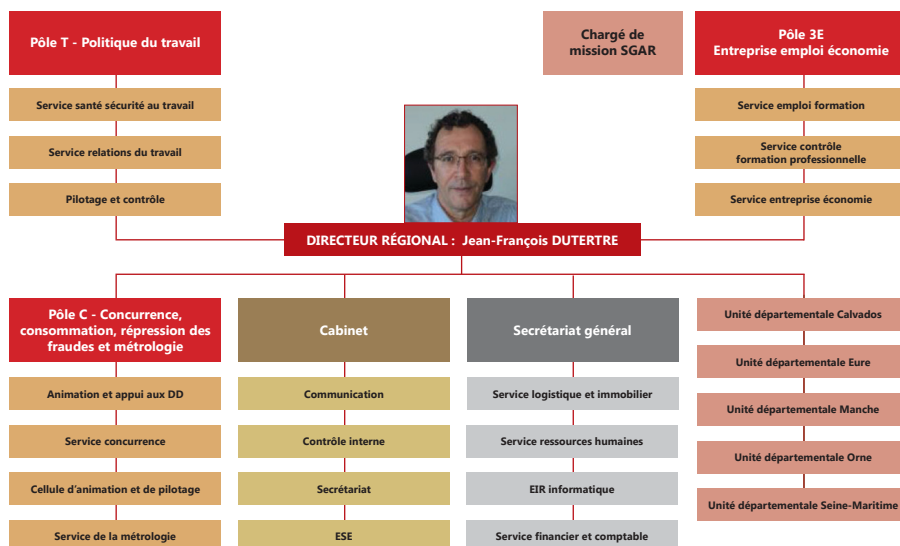 Pôle T - Politique du travail
Service santé sécurité au travail
Service relations du travail
Pilotage et contrôle
Chargé de
mission SGAR
Pôle 3E
Entreprise emploi économie
Service emploi formation
Service contrôle
formation professionnelle
Service entreprise économie
DIRECTEUR RÉGIONAL : Jean-François DUTERTRE
Pôle C - Concurrence,
consommation, répression des
fraudes et métrologie
Animation et appui aux DD
Service concurrence
Cellule d'animation et de pilotage
Service de la métrologie
Cabinet
Communication
Contrôle interne
Secrétariat
ESE
Secrétariat général
Service logistique et immobilier
Service ressources humaines
EIR informatique
Service financier et comptable
Unité départementale Calvados
Unité départementale Eure
Unité départementale Manche
Unité départementale Orne
Unité départementale Seine-Maritime